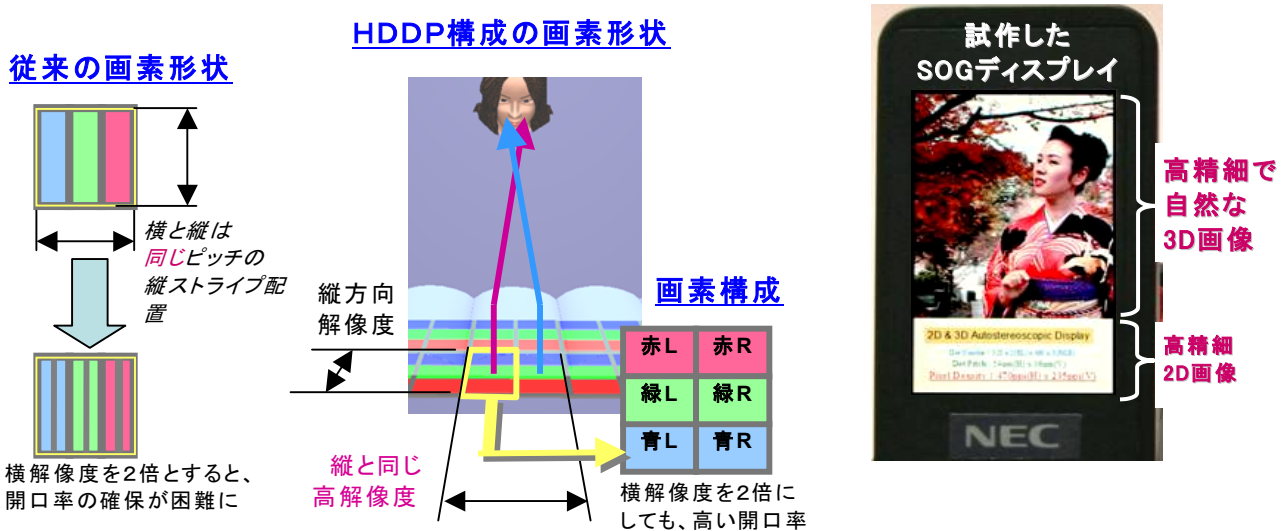 従来の画素形状
横と縦は
同じピッチの
縦ストライプ配
置
横解像度を2倍とすると、
開口率の確保が困難に
HDDP構成の画素形状
縦方向
解像度
縦と同じ
高解像度
画素構成
赤L 赤R
緑L 緑R
青L 青R
横解像度を2倍に
しても、高い開口率
試作した
SOGディスプレイ
高精細で
自然な
3D画像
2D & 3D Autostereoscopic Display
Pixel Density : 470ppi(H) x 235ppi(V)
高精細
2D画像
NEC